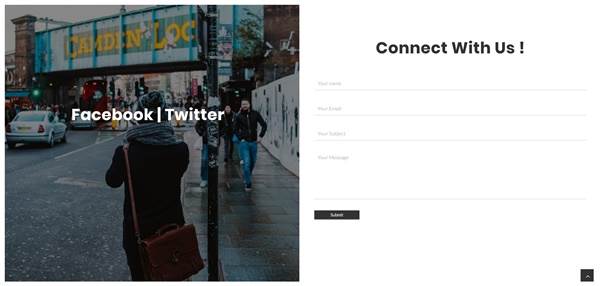 CAMDEN LOC
Facebook | Twitter
Connect With Us !
Your name
Your Email
Your Subject
Your Message
Submit